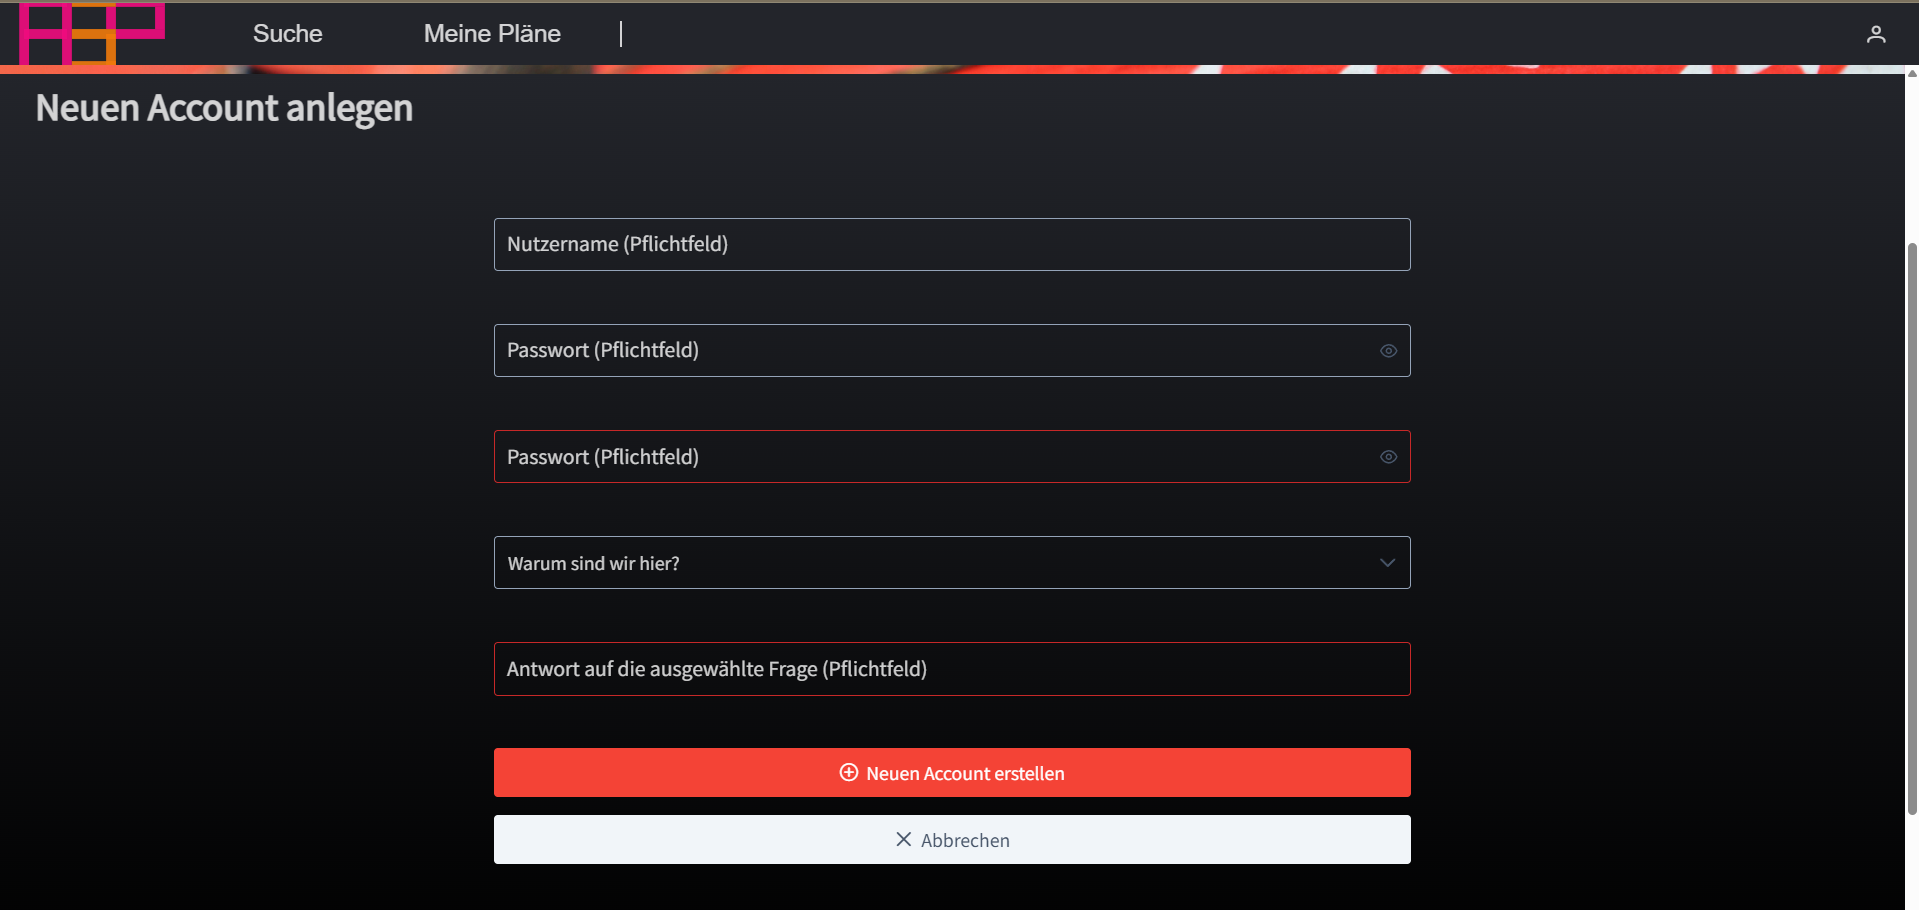 ASP
Suche
Meine Pläne
Neuen Account anlegen
Nutzername (Pflichtfeld)
Passwort (Pflichtfeld)
Passwort (Pflichtfeld)
Warum sind wir hier?
Antwort auf die ausgewählte Frage (Pflichtfeld)
Neuen Account erstellen
Abbrechen